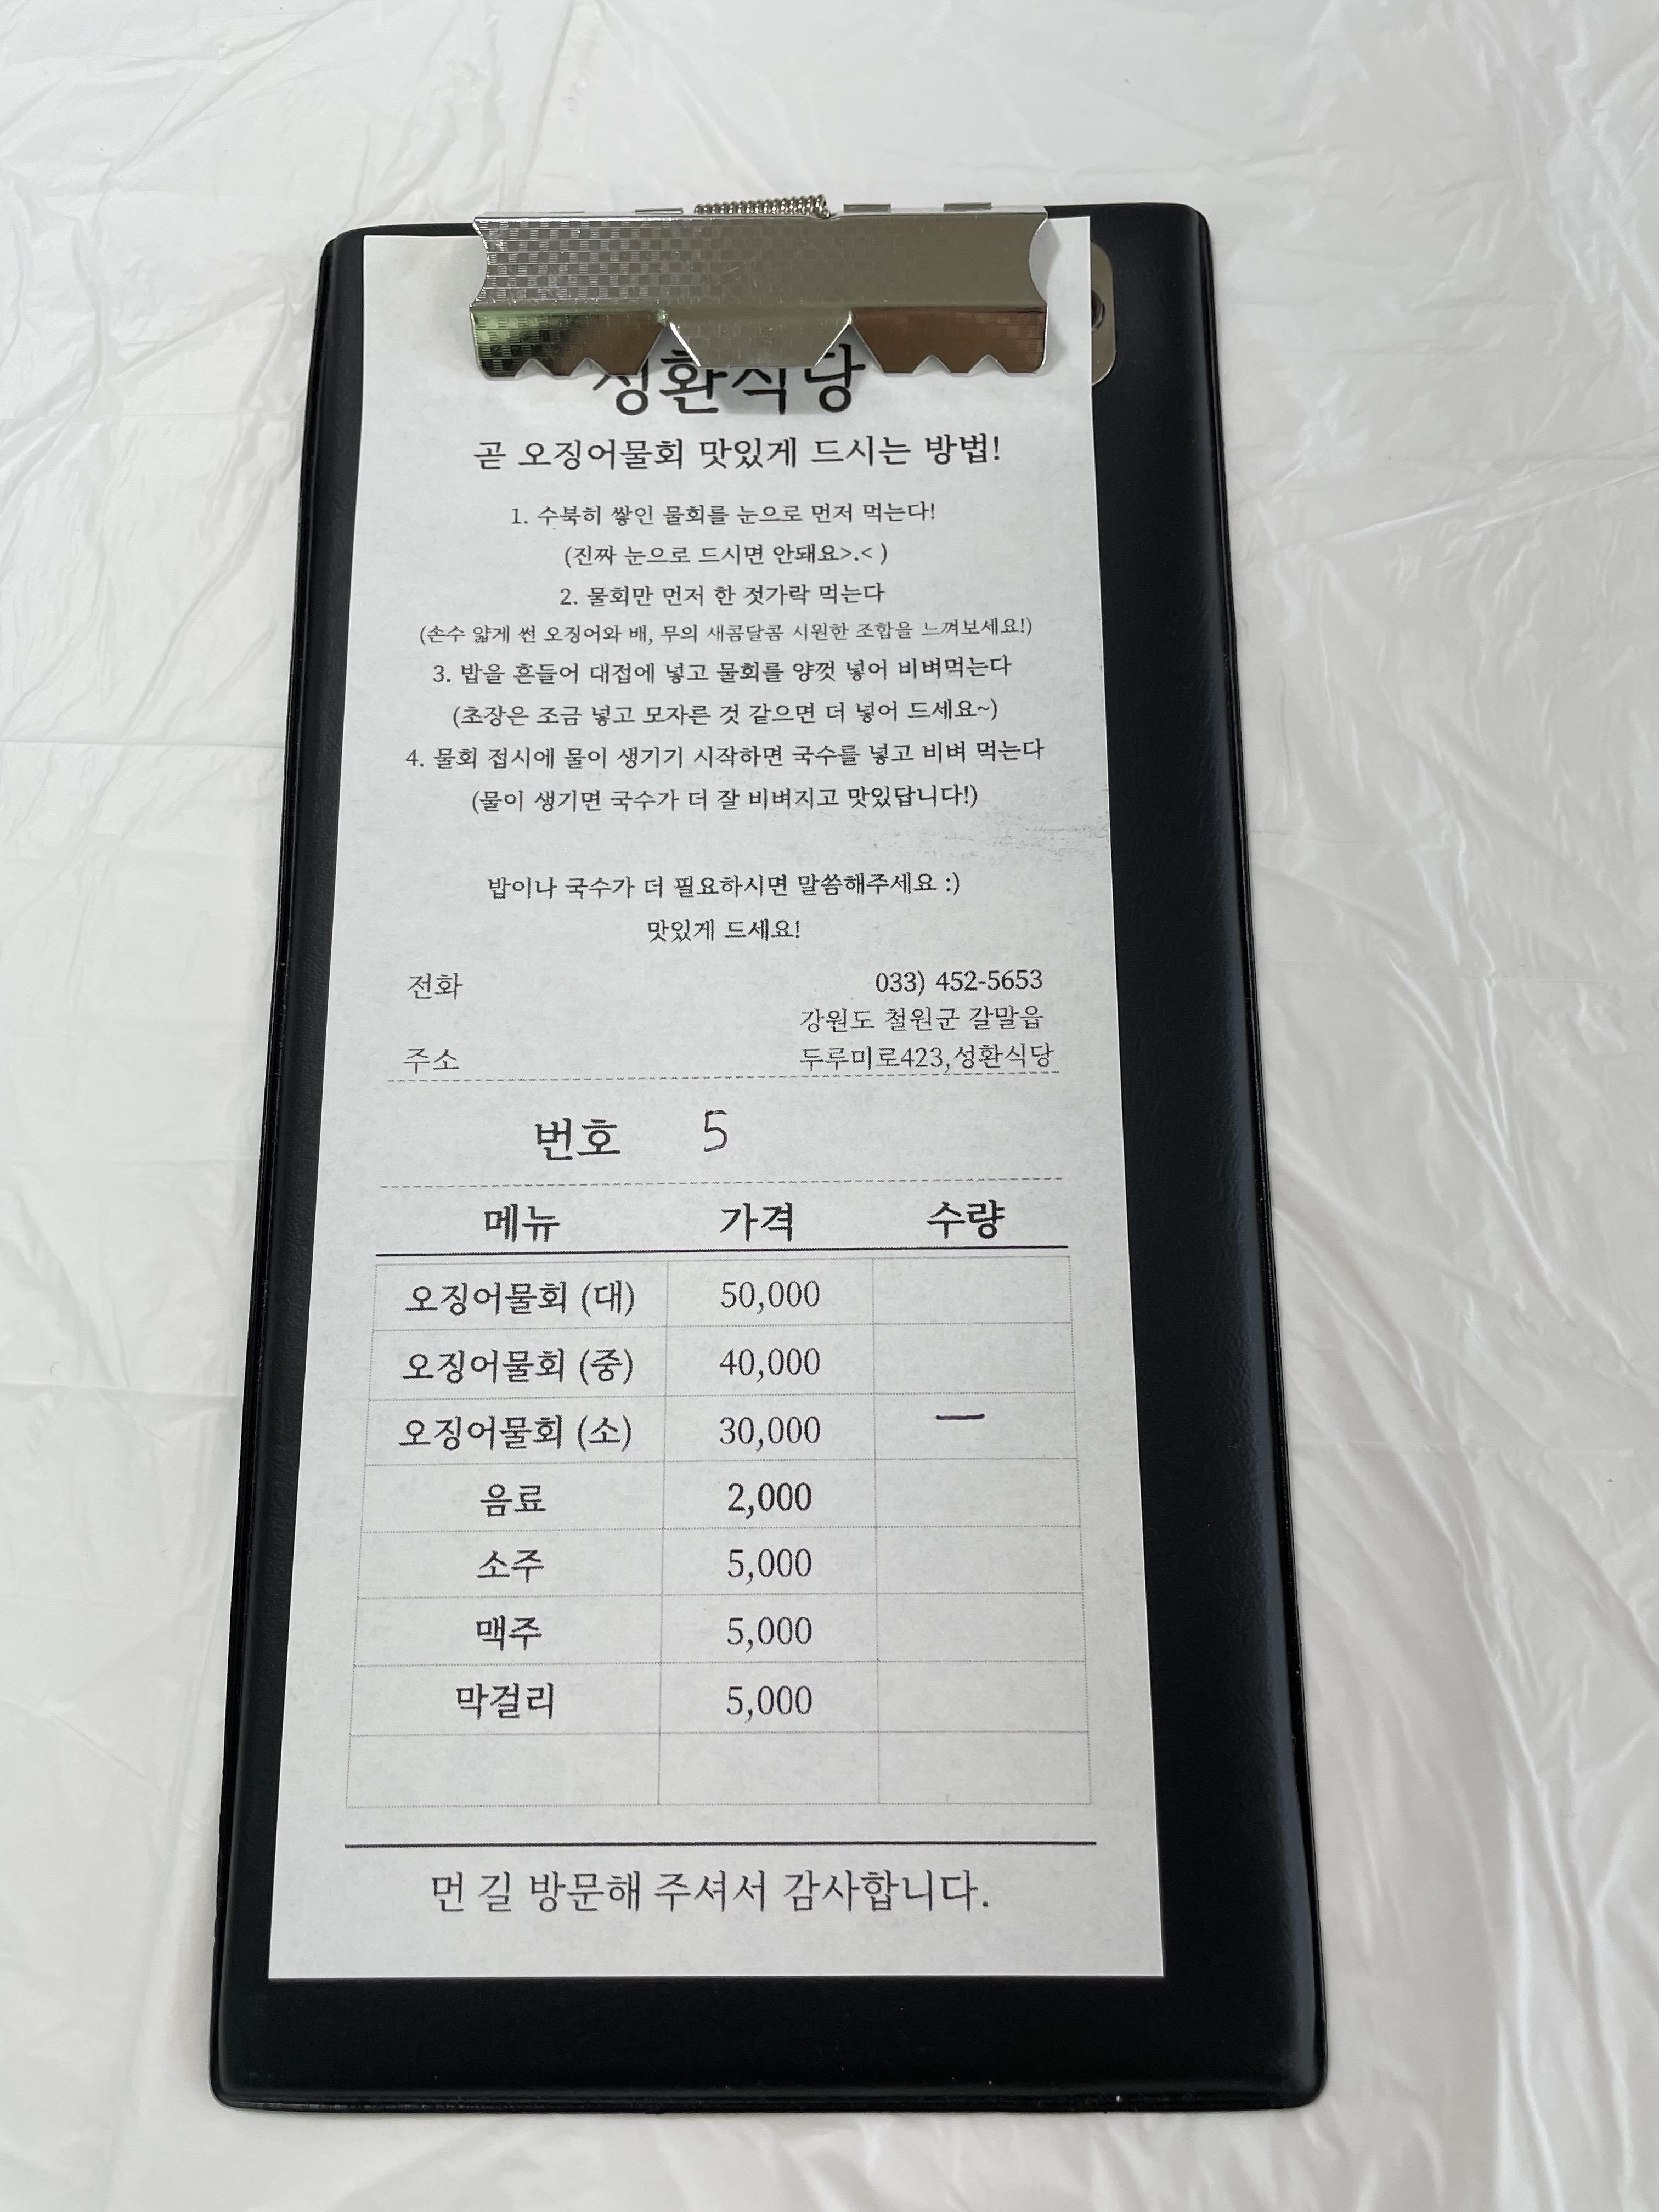 성환식당
곧 오징어물회 맛있게 드시는 방법!
1. 수북히 쌓인 물회를 눈으로 먼저 먹는다!
(진짜 눈으로 드시면 안돼요>.< )
2. 물회만 먼저 한 젓가락 먹는다
(손수 얇게 썬 오징어와 배, 무의 새콤달콤 시원한 조합을 느껴보세요!)
3. 밥을 흔들어 대접에 넣고 물회를 양껏 넣어 비벼먹는다
(초장은 조금 넣고 모자른 것 같으면 더 넣어 드세요~)
4. 물회 접시에 물이 생기기 시작하면 국수를 넣고 비벼 먹는다
(물이 생기면 국수가 더 잘 비벼지고 맛있답니다!)
밥이나 국수가 더 필요하시면 말씀해주세요 :)
맛있게 드세요!
전화 033) 452-5653
강원도 철원군 갈말읍
주소 두루미로423,성환식당
번호 5
메뉴 가격 수량
오징어물회 (대) 50,000
오징어물회 (중) 40,000
오징어물회 (소) 30,000 一
음료 2,000
소주 5,000
맥주 5,000
막걸리 5,000
먼 길 방문해 주셔서 감사합니다.